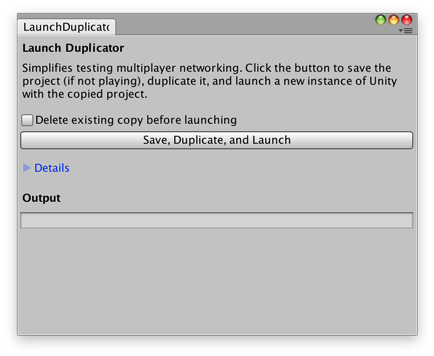 LaunchDuplicato
Launch Duplicator
Simplifies testing multiplayer networking. Click the button to save the
project (if not playing), duplicate it, and launch a new instance of Unity
with the copied project.
Delete existing copy before launching
Save, Duplicate, and Launch
Details
Output